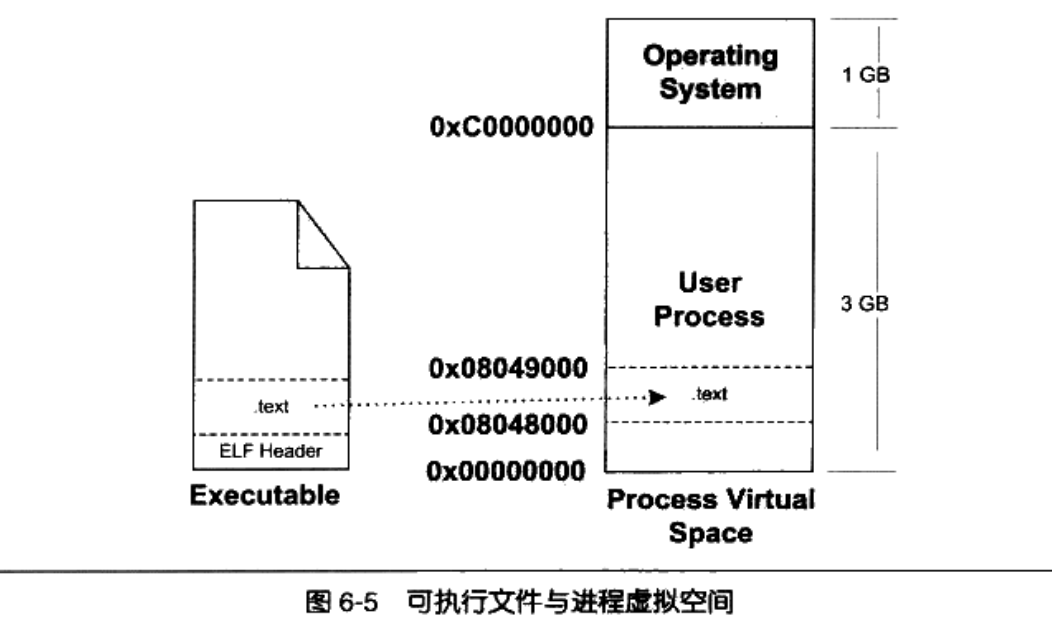 Operating
System
1 GB
0xC0000000
User
Process
3 GB
0x08049000
.text
.text
0x08048000
ELF Header
0x00000000
Executable
Process Virtual
Space
图 6-5 可执行文件与进程虚拟空间